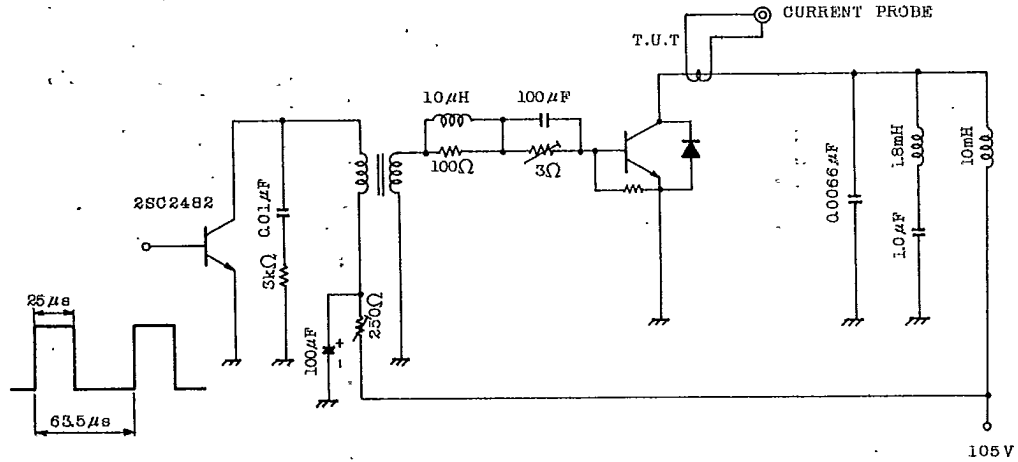 CURRENT PROBE
T.U.T
10μH
100μF
100Ω
3Ω
2SC2482
0.01μF
3kΩ
0.0066μF
1.8mH
1.0μF
10mH
25μs
63.5μs
100μF
+
-
250Ω
105V